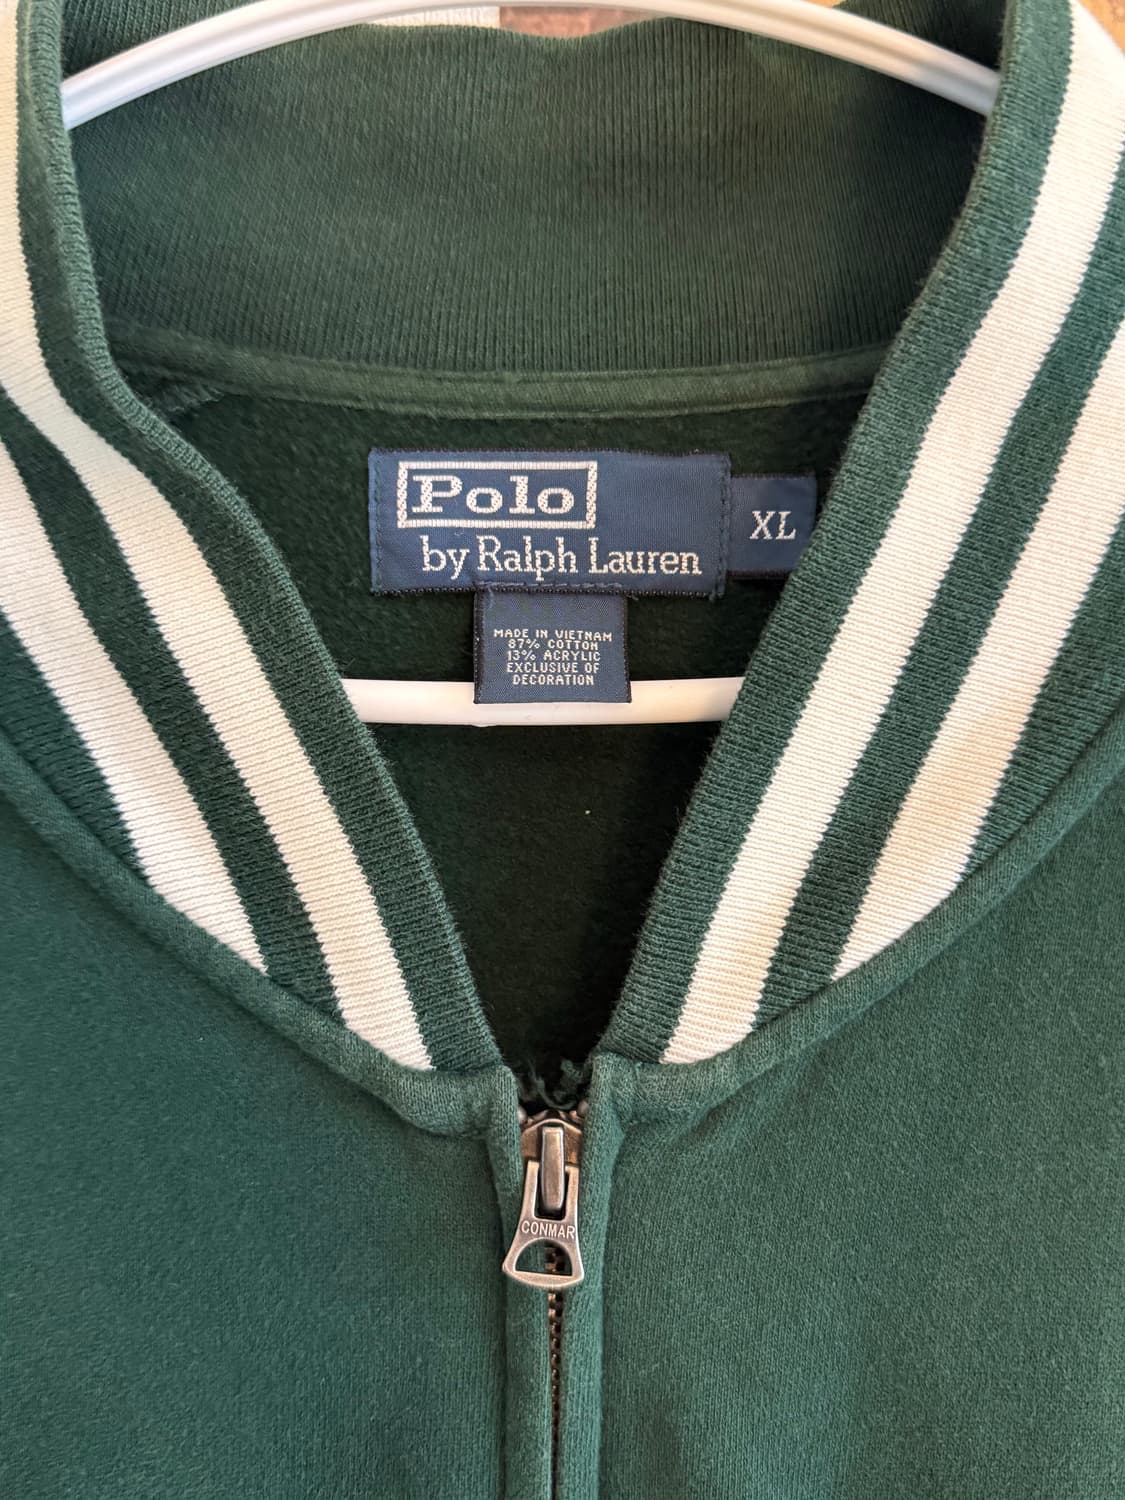 Polo
by Ralph Lauren
XL
MADE IN VIETNAM
87% COTTON
13% ACRYLIC
EXCLUSIVE OF
DECORATION
CONMAR